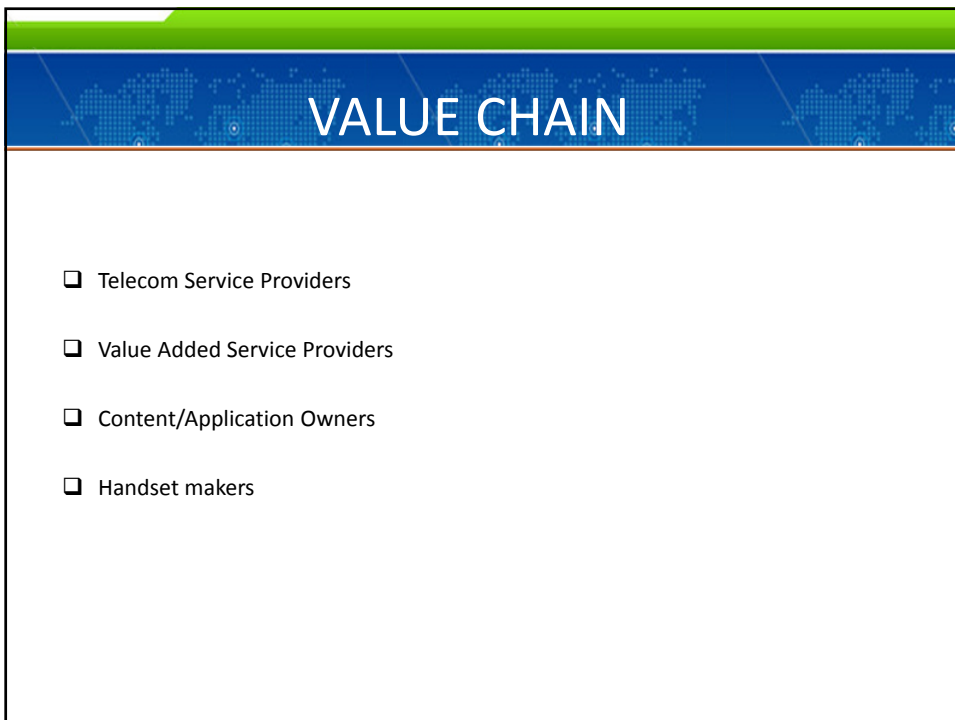 VALUE CHAIN
❑ Telecom Service Providers
❑ Value Added Service Providers
❑ Content/Application Owners
❑ Handset makers